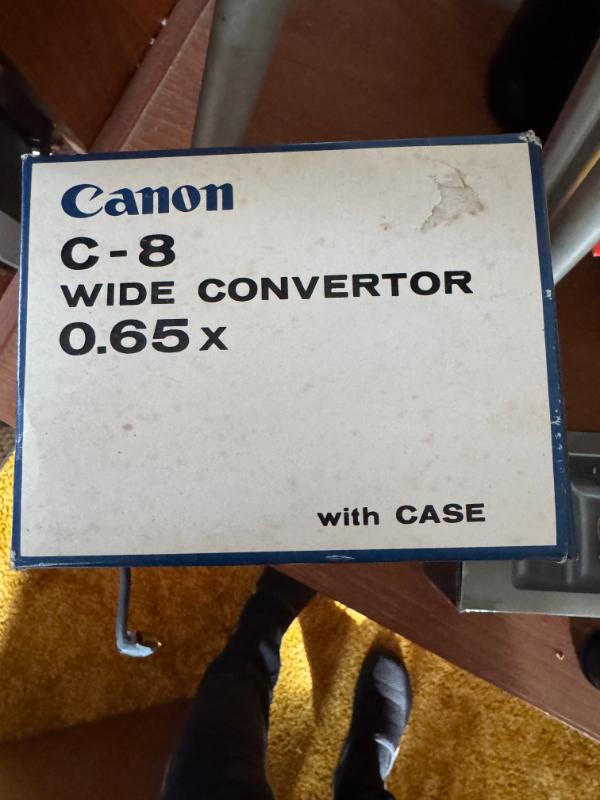 Canon
C-8
WIDE CONVERTOR
0.65x
with CASE